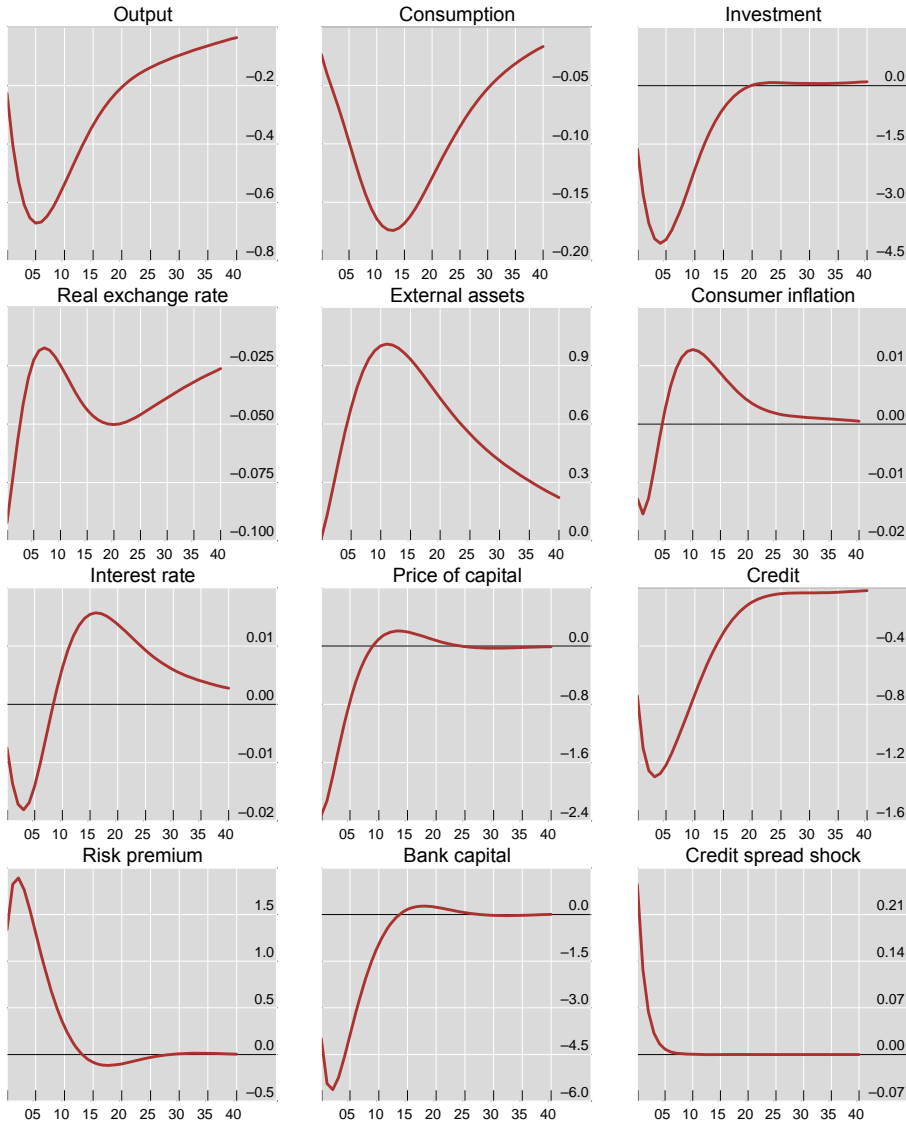 Output
Consumption
Investment
−0.2
−0.4
−0.6
−0.8
−0.05
−0.10
−0.15
−0.20
0.0
−1.5
−3.0
−4.5
05 10 15 20 25 30 35 40
05 10 15 20 25 30 35 40
05 10 15 20 25 30 35 40
Real exchange rate
External assets
Consumer inflation
−0.025
−0.050
−0.075
−0.100
0.9
0.6
0.3
0.0
0.01
0.00
−0.01
−0.02
05 10 15 20 25 30 35 40
05 10 15 20 25 30 35 40
05 10 15 20 25 30 35 40
Interest rate
Price of capital
Credit
0.01
0.00
−0.01
−0.02
0.0
−0.8
−1.6
−2.4
−0.4
−0.8
−1.2
−1.6
05 10 15 20 25 30 35 40
05 10 15 20 25 30 35 40
05 10 15 20 25 30 35 40
Risk premium
Bank capital
Credit spread shock
1.5
1.0
0.5
0.0
−0.5
0.0
−1.5
−3.0
−4.5
−6.0
0.21
0.14
0.07
0.00
−0.07
05 10 15 20 25 30 35 40
05 10 15 20 25 30 35 40
05 10 15 20 25 30 35 40